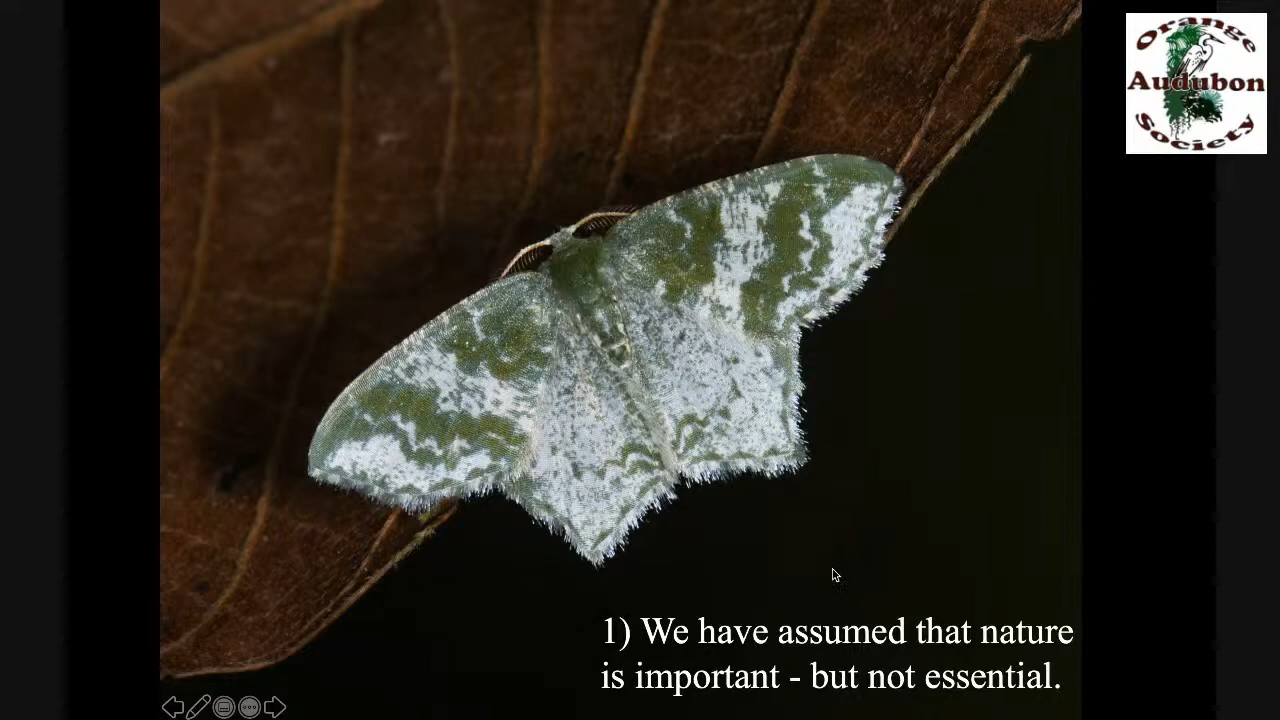 Orange
Audubon
Society
1) We have assumed that nature
is important - but not essential.